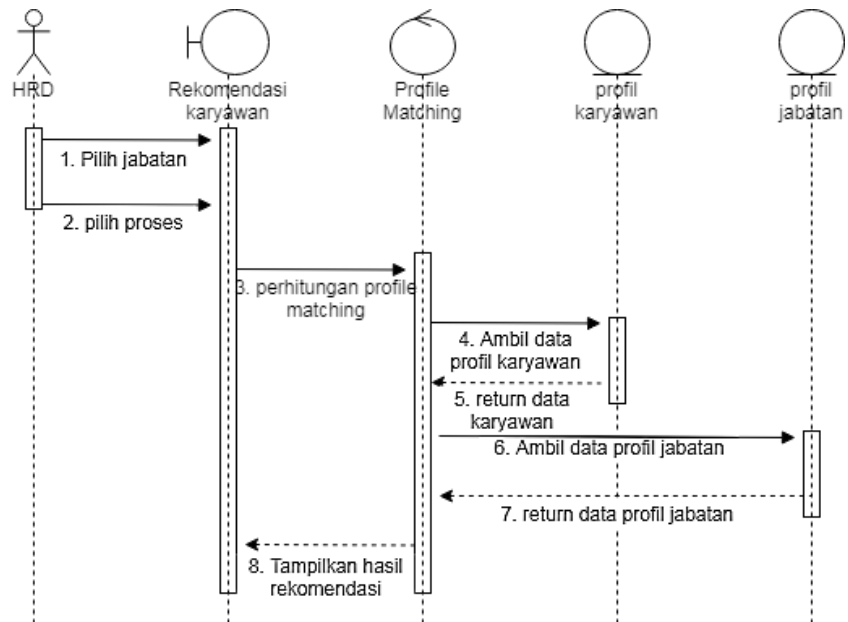 HRD
Rekomendasi
karyawan
Profile
Matching
profil
karyawan
profil
jabatan
1. Pilih jabatan
2. pilih proses
3. perhitungan profile
matching
4. Ambil data
profil karyawan
5. return data
karyawan
6. Ambil data profil jabatan
7. return data profil jabatan
8. Tampilkan hasil
rekomendasi